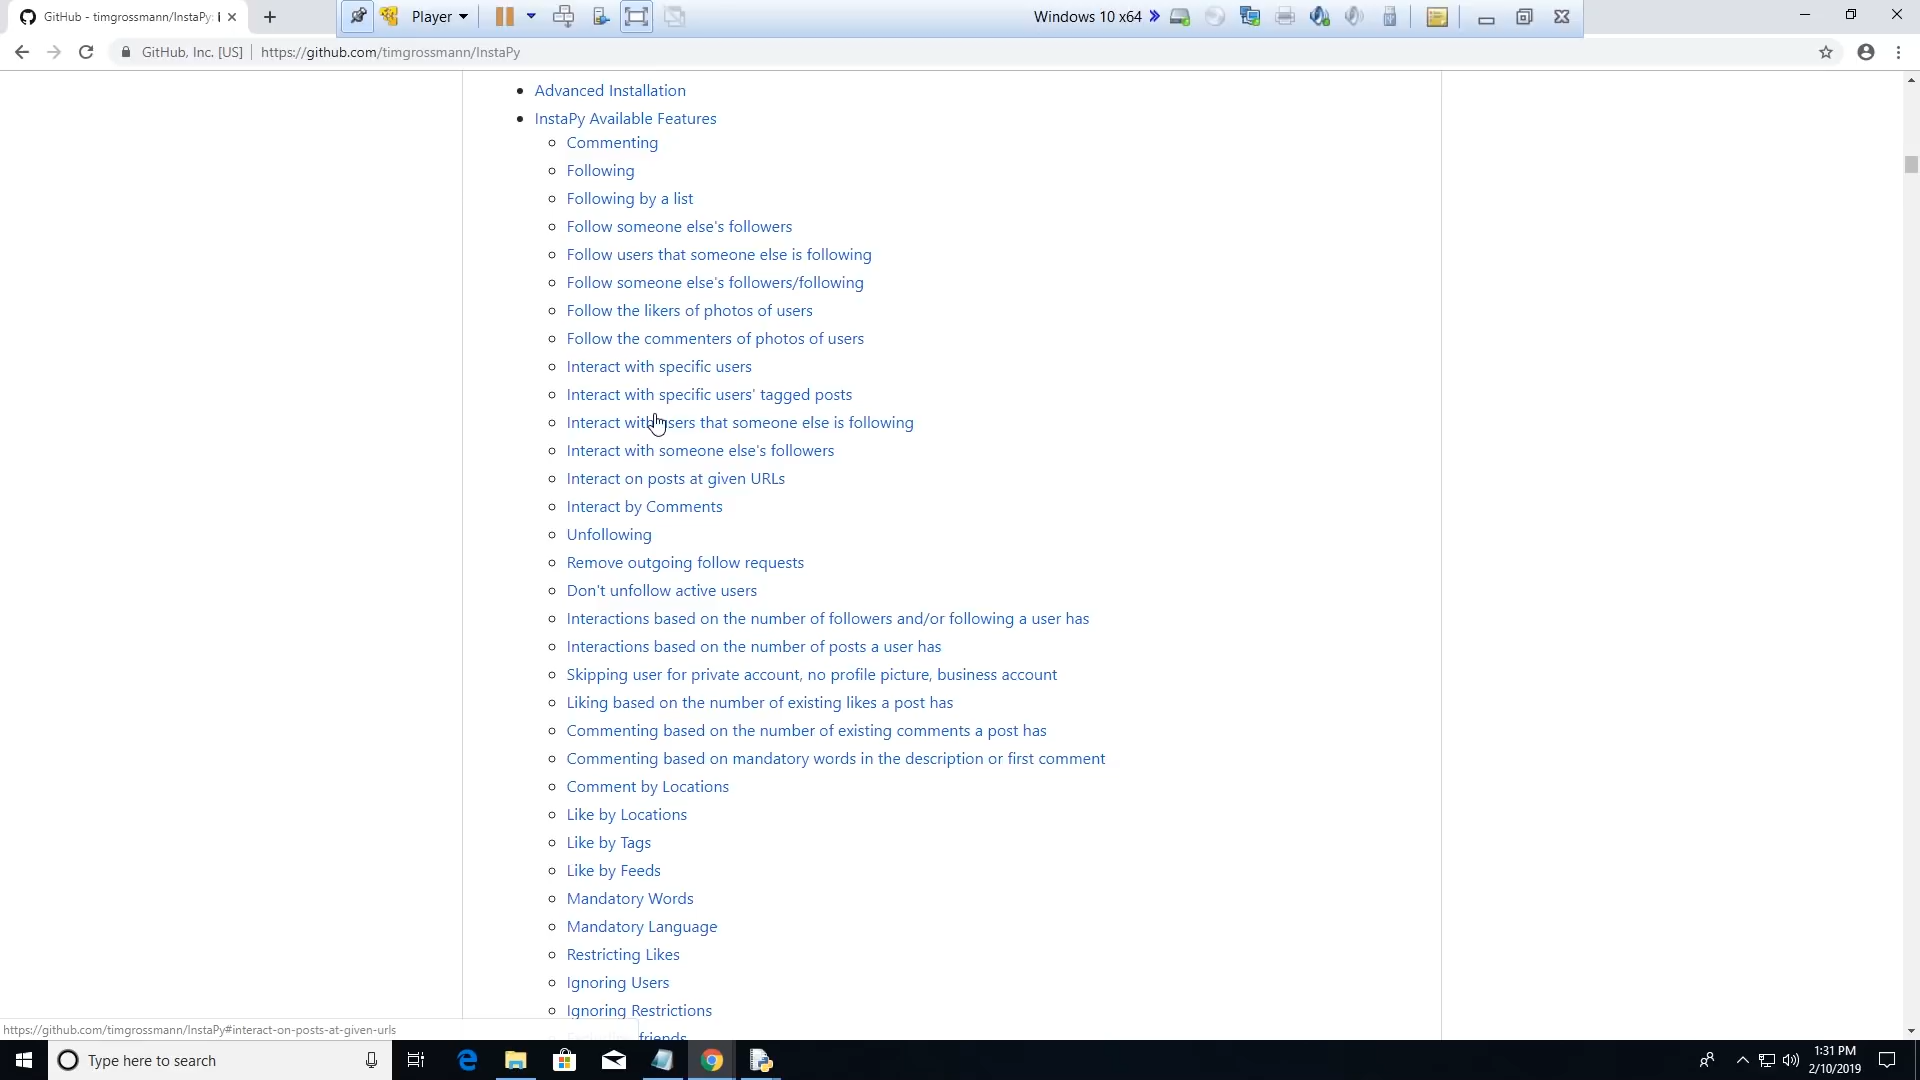 GitHub - timgrossmann/InstaPy:
Player
Windows 10 x64
GitHub, Inc. [US]
https://github.com/timgrossmann/InstaPy
Advanced Installation
InstaPy Available Features
Commenting
Following
Following by a list
Follow someone else's followers
Follow users that someone else is following
Follow someone else's followers/following
Follow the likers of photos of users
Follow the commenters of photos of users
Interact with specific users
Interact with specific users' tagged posts
Interact with users that someone else is following
Interact with someone else's followers
Interact on posts at given URLs
Interact by Comments
Unfollowing
Remove outgoing follow requests
Don't unfollow active users
Interactions based on the number of followers and/or following a user has
Interactions based on the number of posts a user has
Skipping user for private account, no profile picture, business account
Liking based on the number of existing likes a post has
Commenting based on the number of existing comments a post has
Commenting based on mandatory words in the description or first comment
Comment by Locations
Like by Locations
Like by Tags
Like by Feeds
Mandatory Words
Mandatory Language
Restricting Likes
Ignoring Users
Ignoring Restrictions
friends
https://github.com/timgrossmann/InstaPy#interact-on-posts-at-given-urls
Type here to search
1:31 PM
2/10/2019